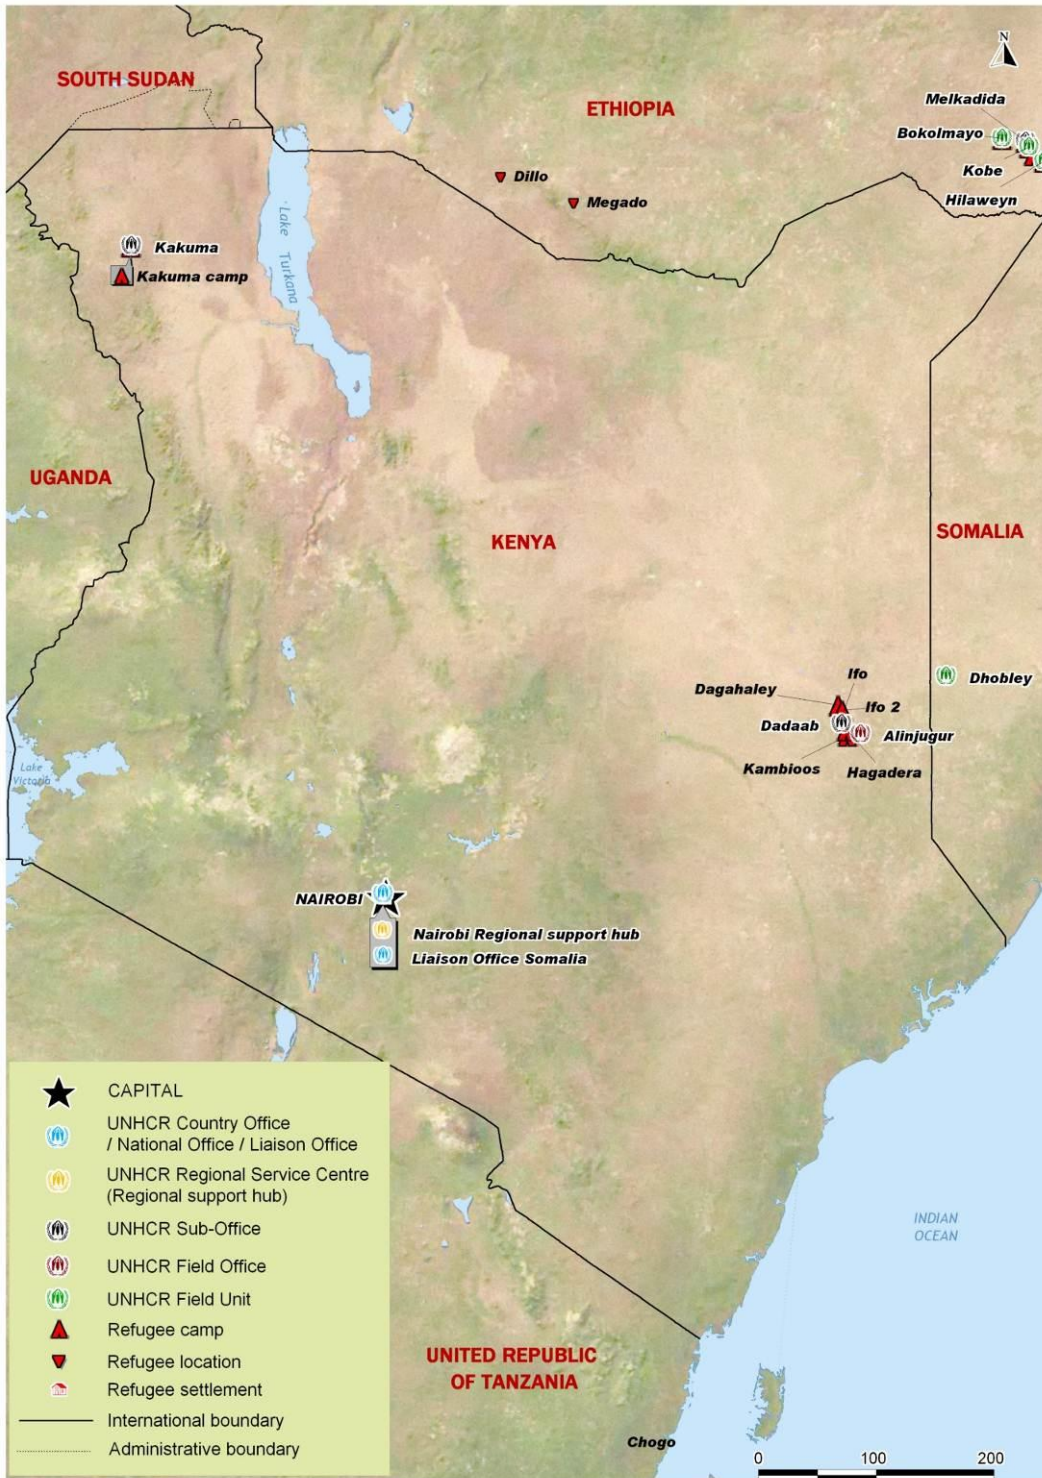 N
SOUTH SUDAN
ETHIOPIA
Melkadida
Bokolmayo
Kobe
Hilaweyn
Dillo
Megado
Lake Turkana
Kakuma
Kakuma camp
UGANDA
KENYA
SOMALIA
Ifo
Dhobley
Dagahaley
Ifo 2
Dadaab
Alinjugur
Kambioos
Hagadera
Lake
Victoria
NAIROBI
Nairobi Regional support hub
Liaison Office Somalia
CAPITAL
UNHCR Country Office
/ National Office / Liaison Office
UNHCR Regional Service Centre
(Regional support hub)
UNHCR Sub-Office
UNHCR Field Office
UNHCR Field Unit
Refugee camp
Refugee location
Refugee settlement
International boundary
Administrative boundary
INDIAN
OCEAN
UNITED REPUBLIC
OF TANZANIA
Chogo
0 100 200